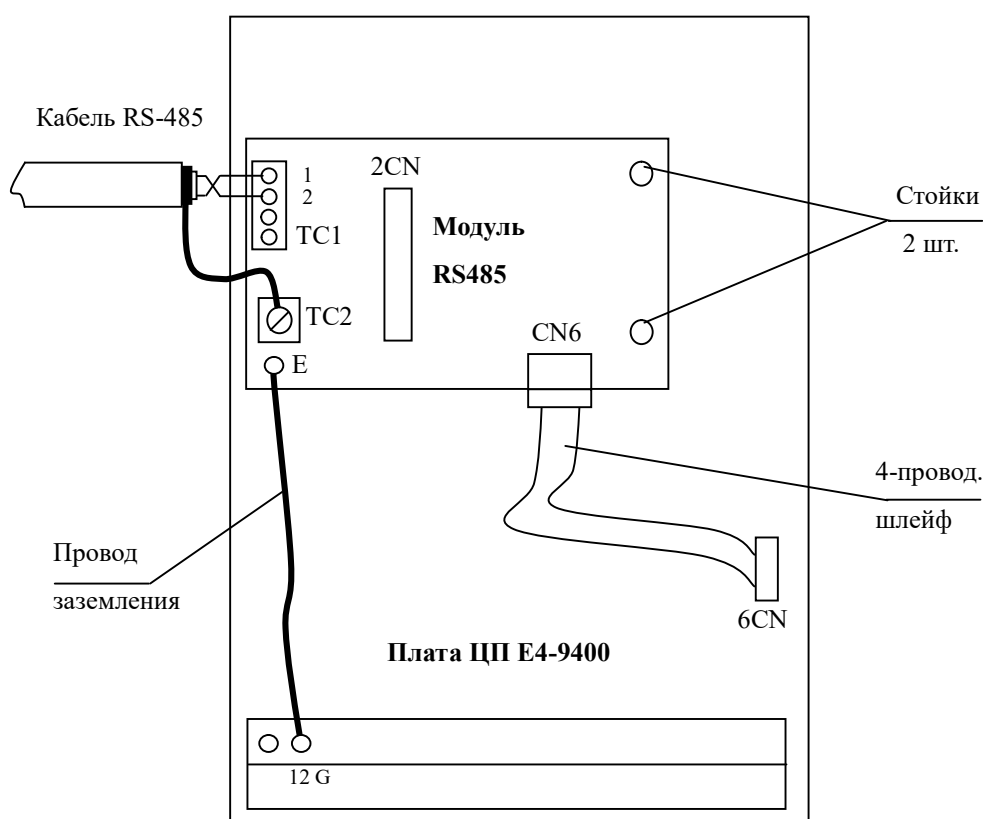 Кабель RS-485
1
2CN
2
Стойки
2 шт.
TC1
Модуль
RS485
TC2
CN6
E
4-провод.
шлейф
Провод
заземления
6CN
Плата ЦП Е4-9400
12 G